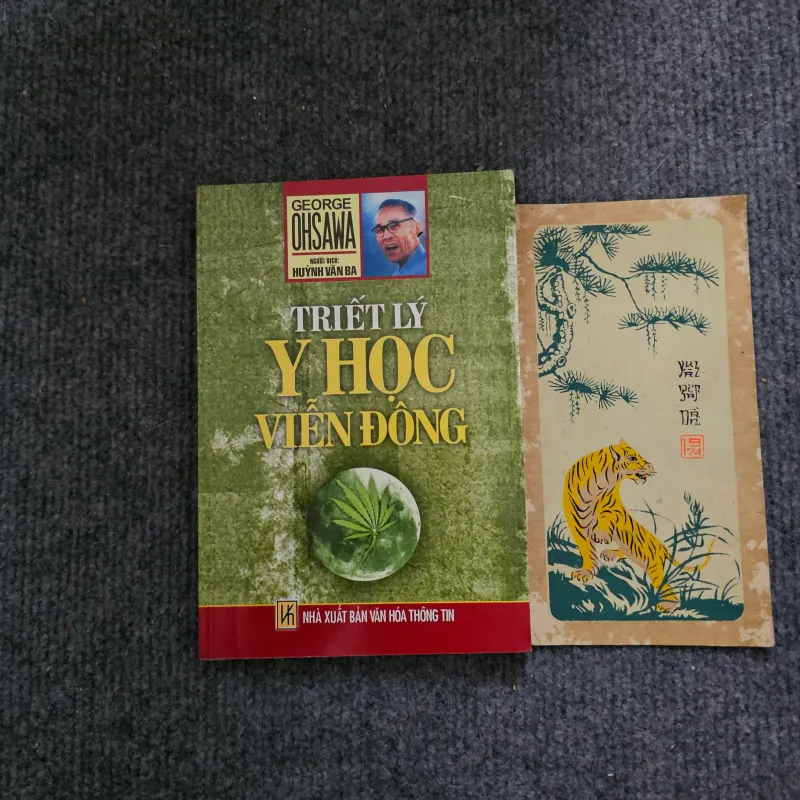 GEORGE
OHSAWA
NGƯỜI DỊCH:
HUỲNH VĂN BA
TRIẾT LÝ
Y HỌC
VIỄN ĐÔNG
NHÀ XUẤT BẢN VĂN HÓA THÔNG TIN
1974